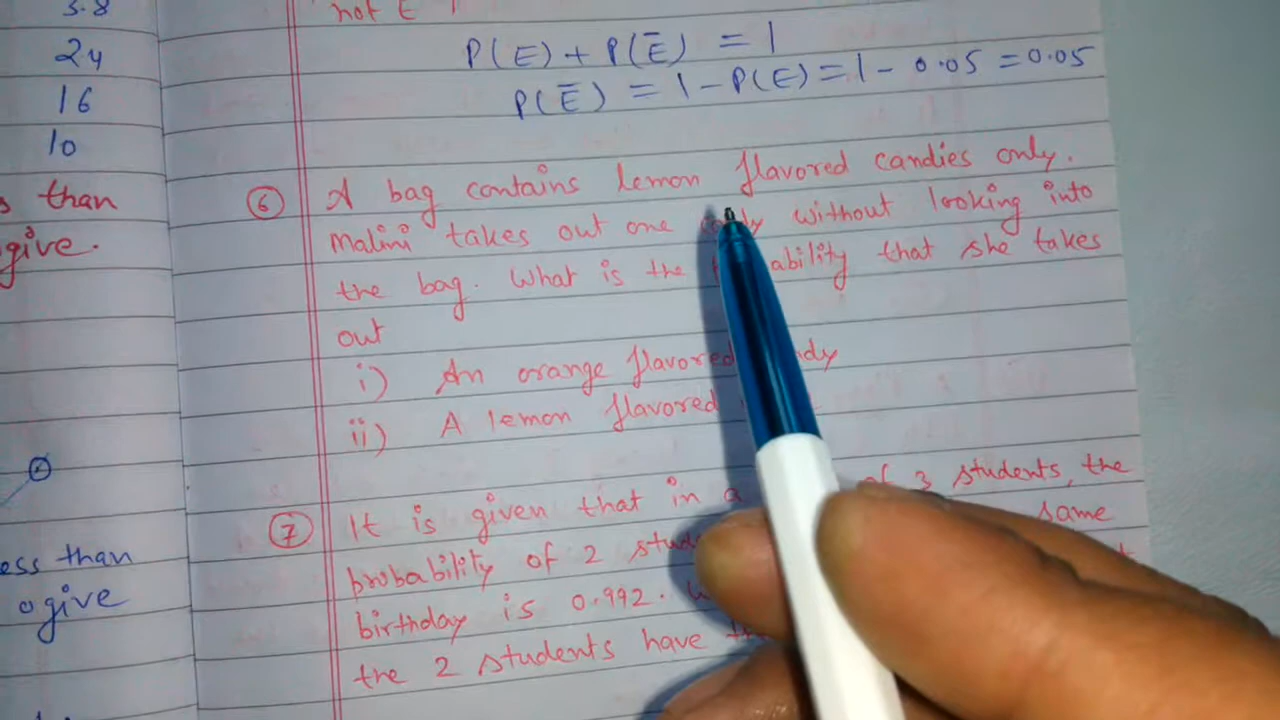 3.8
24
16
10
s than
give.
ess than
ogive
not E
P(E) + P(Ē) = 1
P(Ē) = 1 - P(E) = 1 - 0.05 = 0.05
6 A bag contains lemon flavored candies only.
Malini takes out one without looking into
the bag. What is the ability that she takes
out
i) An orange flavored dy
ii) A lemon flavored
7 It is given that in a of 3 students, the
probability of 2 same
birthday is 0.992.
the 2 students have